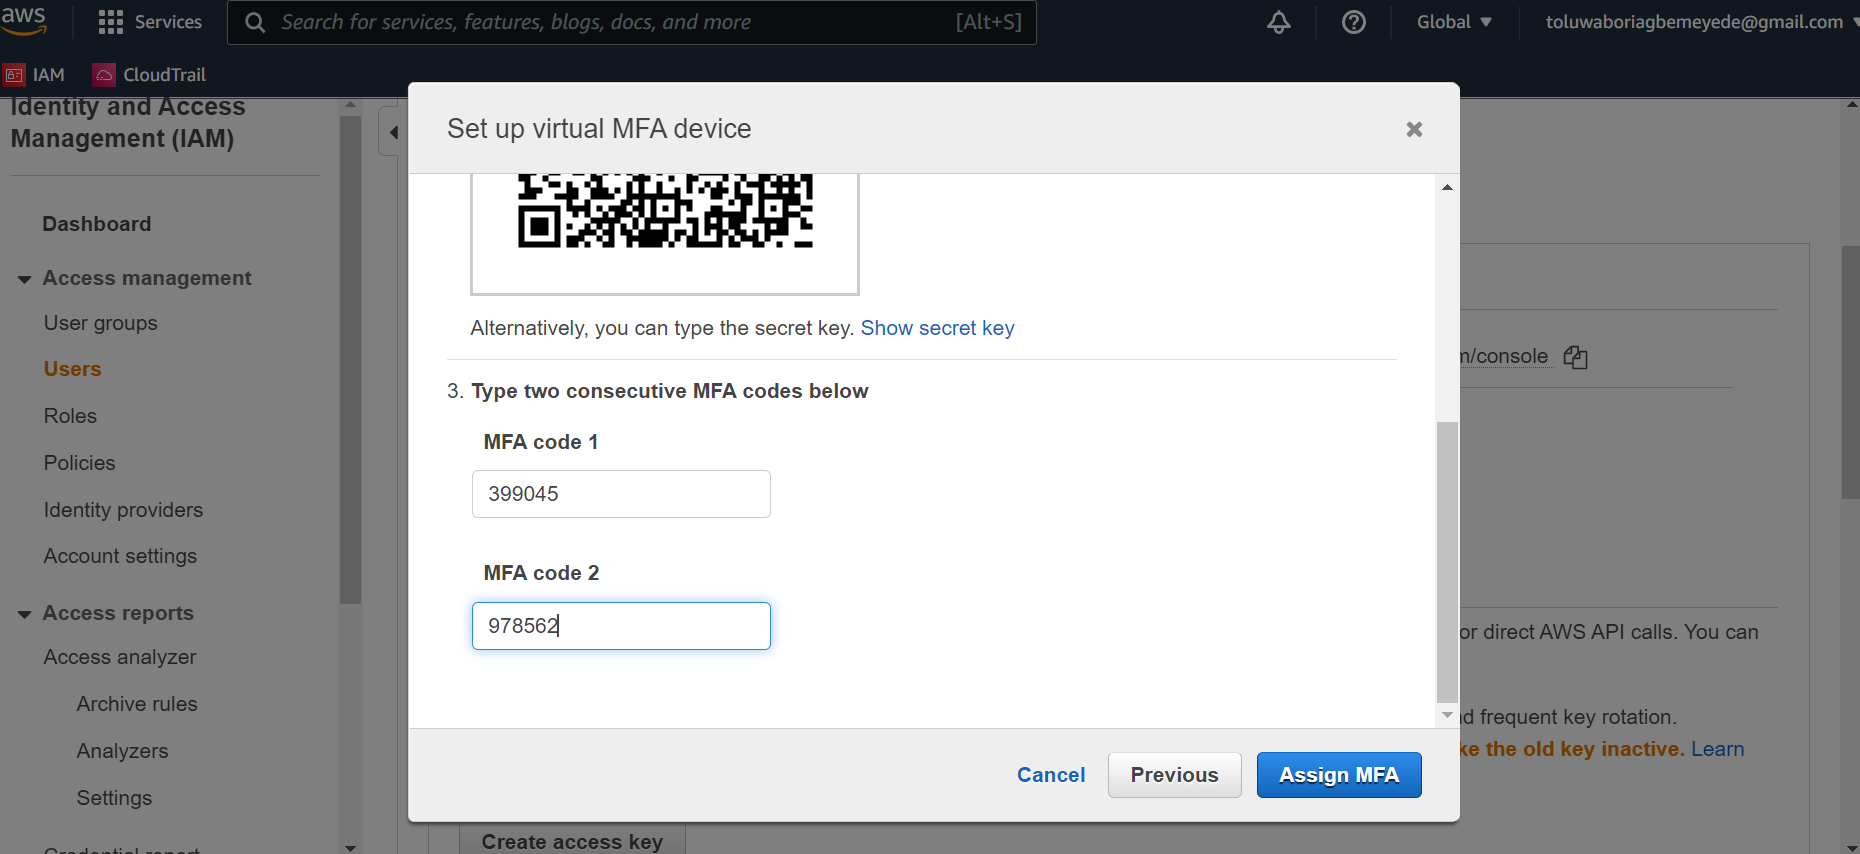 aws
Services
Search for services, features, blogs, docs, and more
[Alt+S]
Global
toluwaboriagbemeyede@gmail.com
IAM
CloudTrail
Identity and Access
Management (IAM)
Dashboard
Access management
User groups
Users
Roles
Policies
Identity providers
Account settings
Access reports
Access analyzer
Archive rules
Analyzers
Settings
Credential report
Set up virtual MFA device
Alternatively, you can type the secret key. Show secret key
3. Type two consecutive MFA codes below
MFA code 1
399045
MFA code 2
978562
Cancel
Previous
Assign MFA
m/console
or direct AWS API calls. You can
nd frequent key rotation.
ke the old key inactive. Learn
Create access key